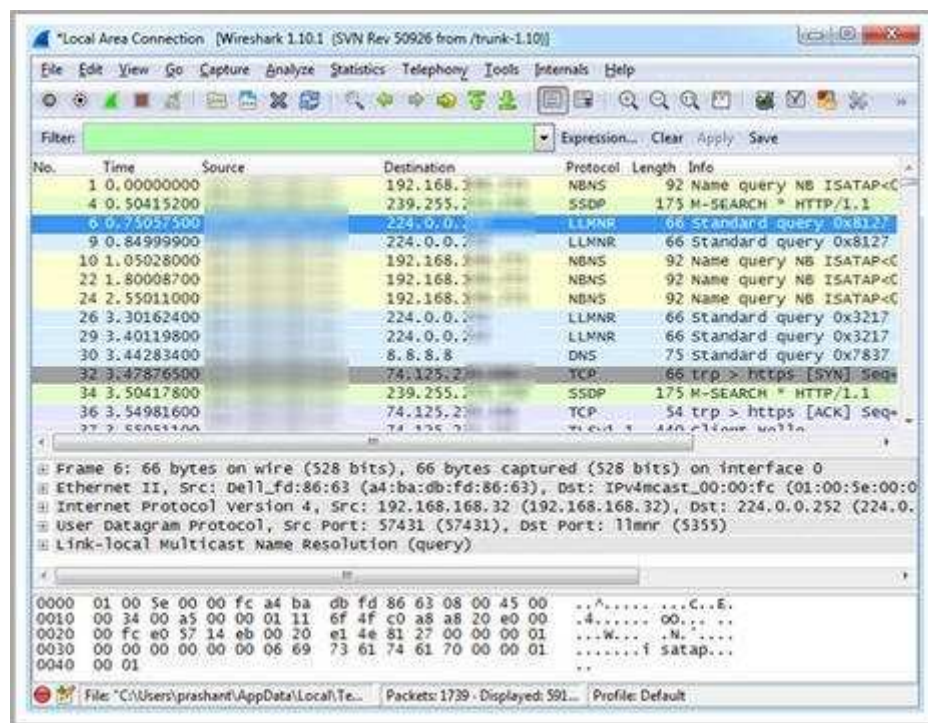 *Local Area Connection [Wireshark 1.10.1 (SVN Rev 50926 from /trunk-1.10)]
File Edit View Go Capture Analyze Statistics Telephony Tools Internals Help
Filter: Expression... Clear Apply Save
No. Time Source Destination Protocol Length Info
1 0.00000000 192.168. NBNS 92 Name query NB ISATAP<C
4 0.50415200 239.255. SSDP 175 M-SEARCH * HTTP/1.1
6 0.75057500 224.0.0. LLMNR 66 Standard query 0x8127
9 0.84999900 224.0.0. LLMNR 66 Standard query 0x8127
10 1.05028000 192.168. NBNS 92 Name query NB ISATAP<C
22 1.80008700 192.168. NBNS 92 Name query NB ISATAP<C
24 2.55011000 192.168. NBNS 92 Name query NB ISATAP<C
26 3.30162400 224.0.0. LLMNR 66 Standard query 0x3217
29 3.40119800 224.0.0. LLMNR 66 Standard query 0x3217
30 3.44283400 8.8.8.8 DNS 75 Standard query 0x7837
32 3.47876500 74.125. TCP 66 trp > https [SYN] Seq=
34 3.50417800 239.255. SSDP 175 M-SEARCH * HTTP/1.1
36 3.54981600 74.125. TCP 54 trp > https [ACK] Seq=
Frame 6: 66 bytes on wire (528 bits), 66 bytes captured (528 bits) on interface 0
Ethernet II, Src: Dell_fd:86:63 (a4:ba:db:fd:86:63), Dst: IPv4mcast_00:00:fc (01:00:5e:00:0
Internet Protocol Version 4, Src: 192.168.168.32 (192.168.168.32), Dst: 224.0.0.252 (224.0.
User Datagram Protocol, Src Port: 57431 (57431), Dst Port: llmnr (5355)
Link-local Multicast Name Resolution (query)
0000 01 00 5e 00 00 fc a4 ba db fd 86 63 08 00 45 00 ..^..... ...c..E.
0010 00 34 00 a5 00 00 01 11 6f 4f c0 a8 a8 20 e0 00 .4...... oO... ..
0020 00 fc e0 57 14 eb 00 20 e1 4e 81 27 00 00 00 01 ...W... .N.'....
0030 00 00 00 00 00 00 06 69 73 61 74 61 70 00 00 01 .......i satap...
0040 00 01 ..
File: "C:\Users\prashant\AppData\Local\Te... Packets: 1739 · Displayed: 591... Profile: Default